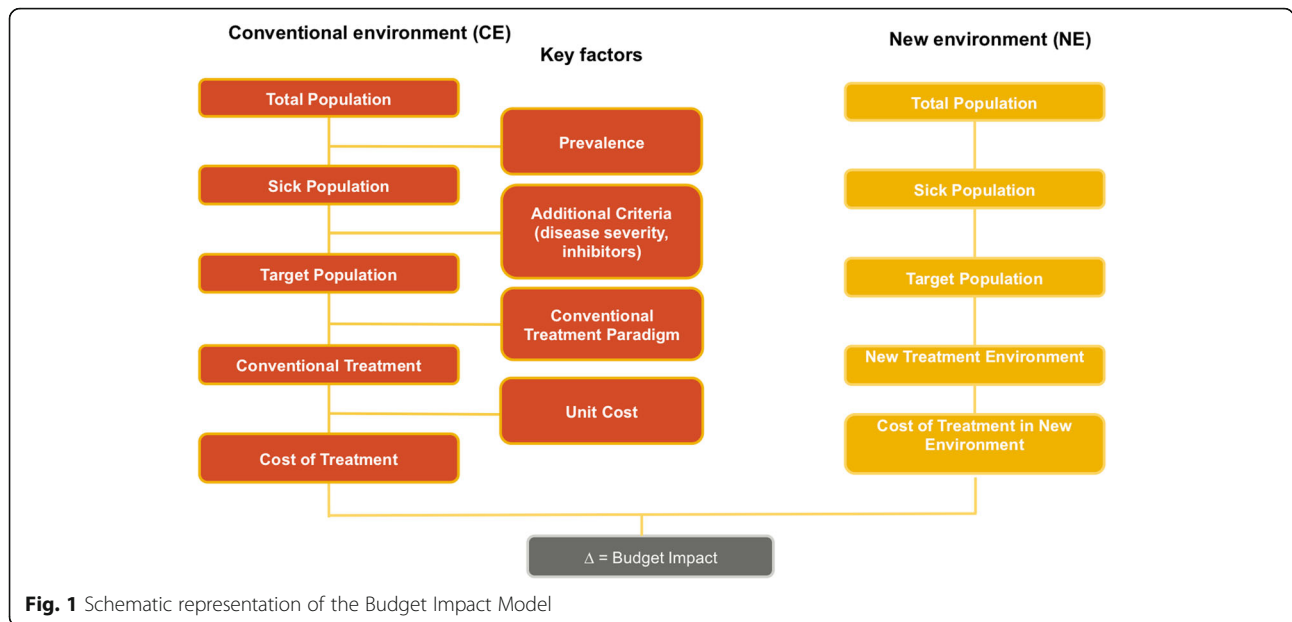 Conventional environment (CE)
Key factors
New environment (NE)
Total Population
Prevalence
Sick Population
Additional Criteria
(disease severity,
inhibitors)
Target Population
Conventional
Treatment Paradigm
Conventional Treatment
Unit Cost
Cost of Treatment
Total Population
Sick Population
Target Population
New Treatment Environment
Cost of Treatment in New
Environment
Δ = Budget Impact
Fig. 1 Schematic representation of the Budget Impact Model